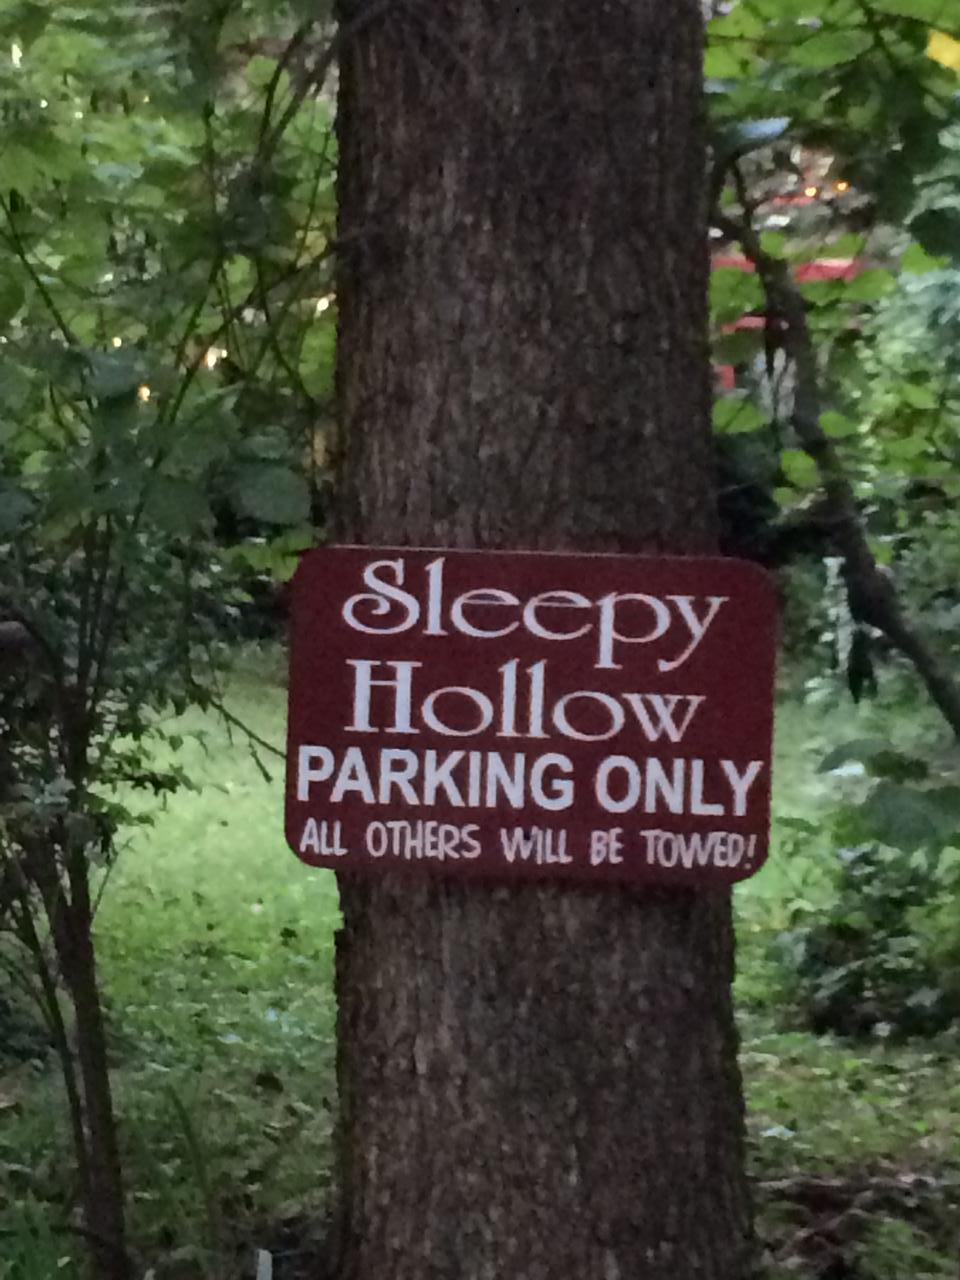 Sleepy
Hollow
PARKING ONLY
ALL OTHERS WILL BE TOWED!